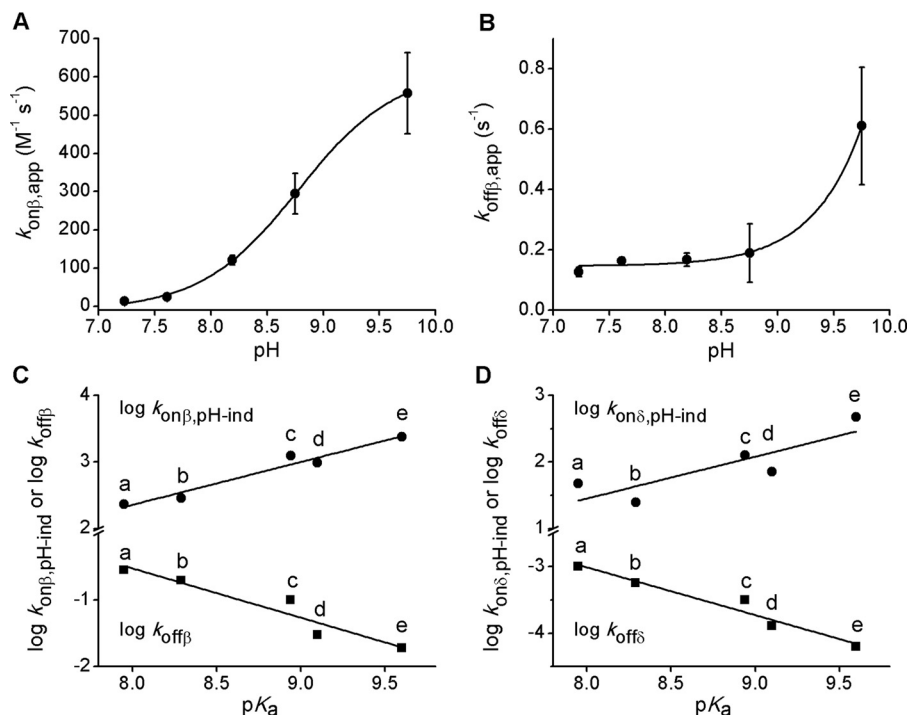 A
k_onβ,app (M⁻¹ s⁻¹)
700
600
500
400
300
200
100
0
7.0 7.5 8.0 8.5 9.0 9.5 10.0
pH
B
k_offβ,app (s⁻¹)
0.8
0.6
0.4
0.2
0.0
7.0 7.5 8.0 8.5 9.0 9.5 10.0
pH
C
log k_onβ,pH-ind or log k_offβ
4
3
2
-1
-2
log k_onβ,pH-ind
a b c d e
a b c d e
log k_offβ
8.0 8.5 9.0 9.5
pKa
D
log k_onδ,pH-ind or log k_offδ
3
2
1
-3
-4
log k_onδ,pH-ind
a b c d e
a b c d e
log k_offδ
8.0 8.5 9.0 9.5
pKa